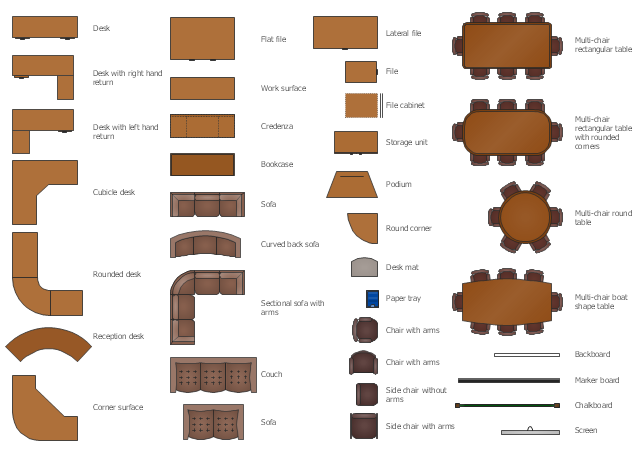 Desk
Desk with right hand
return
Desk with left hand
return
Cubicle desk
Rounded desk
Reception desk
Corner surface
Flat file
Work surface
Credenza
Bookcase
Sofa
Curved back sofa
Sectional sofa with
arms
Couch
Sofa
Lateral file
File
File cabinet
Storage unit
Podium
Round corner
Desk mat
Paper tray
Chair with arms
Chair with arms
Side chair without
arms
Side chair with arms
Multi-chair
rectangular table
Multi-chair
rectangular table
with rounded
corners
Multi-chair round
table
Multi-chair boat
shape table
Backboard
Marker board
Chalkboard
Screen